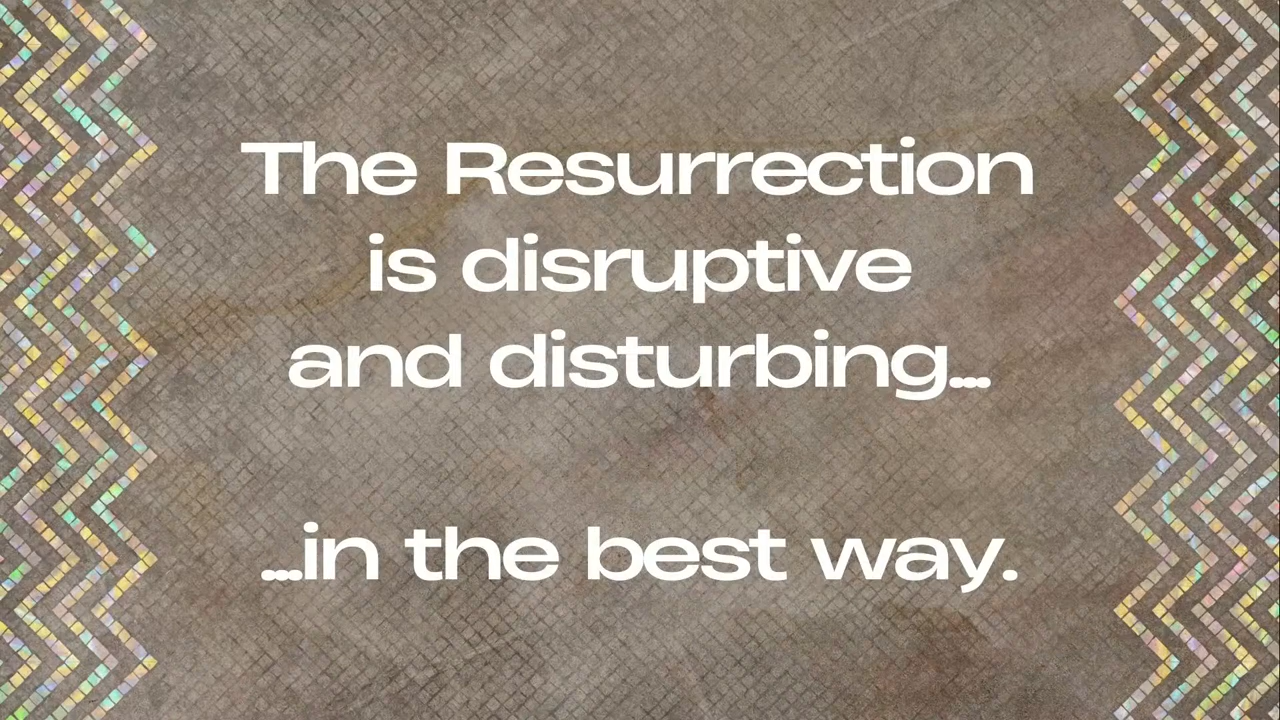 The Resurrection
is disruptive
and disturbing...
...in the best way.